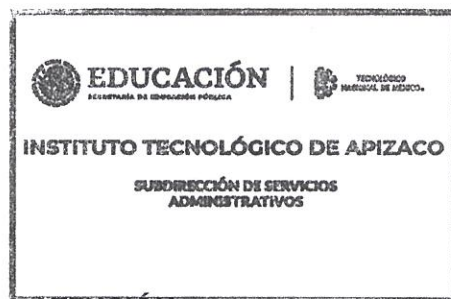 EDUCACIÓN
SECRETARÍA DE EDUCACIÓN PÚBLICA
TECNOLÓGICO
NACIONAL DE MÉXICO®
INSTITUTO TECNOLÓGICO DE APIZACO
SUBDIRECCIÓN DE SERVICIOS
ADMINISTRATIVOS